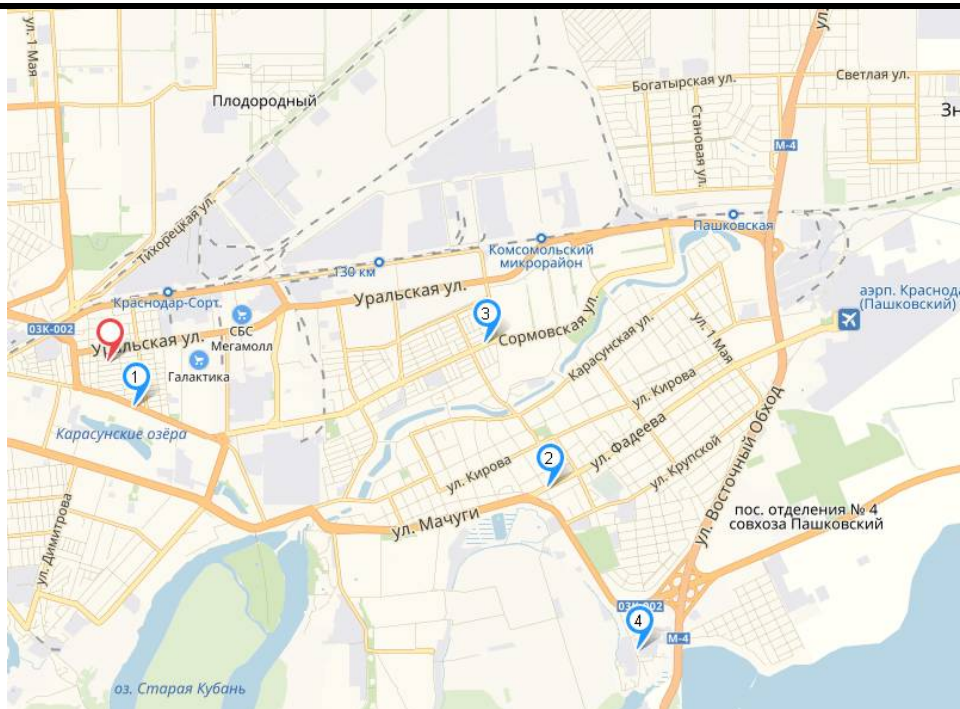 ул. 1 Мая
Плодородный
Богатырская ул.
Светлая ул.
Становая ул.
М-4
Тихорецкая ул.
Пашковская
Комсомольский
микрорайон
130 км
Краснодар-Сорт.
Уральская ул.
аэрп. Краснода
(Пашковский)
03К-002
Уральская ул.
СБС
Мегамолл
3
Сормовская ул.
Галактика
Карасунская ул.
ул. 1 Мая
1
ул. Кирова
Карасунские озёра
ул. Фадеева
2
ул. Кирова
ул. Крупской
ул. Восточный Обход
ул. Мачуги
пос. отделения № 4
совхоза Пашковский
ул. Димитрова
03К-002
4
М-4
оз. Старая Кубань